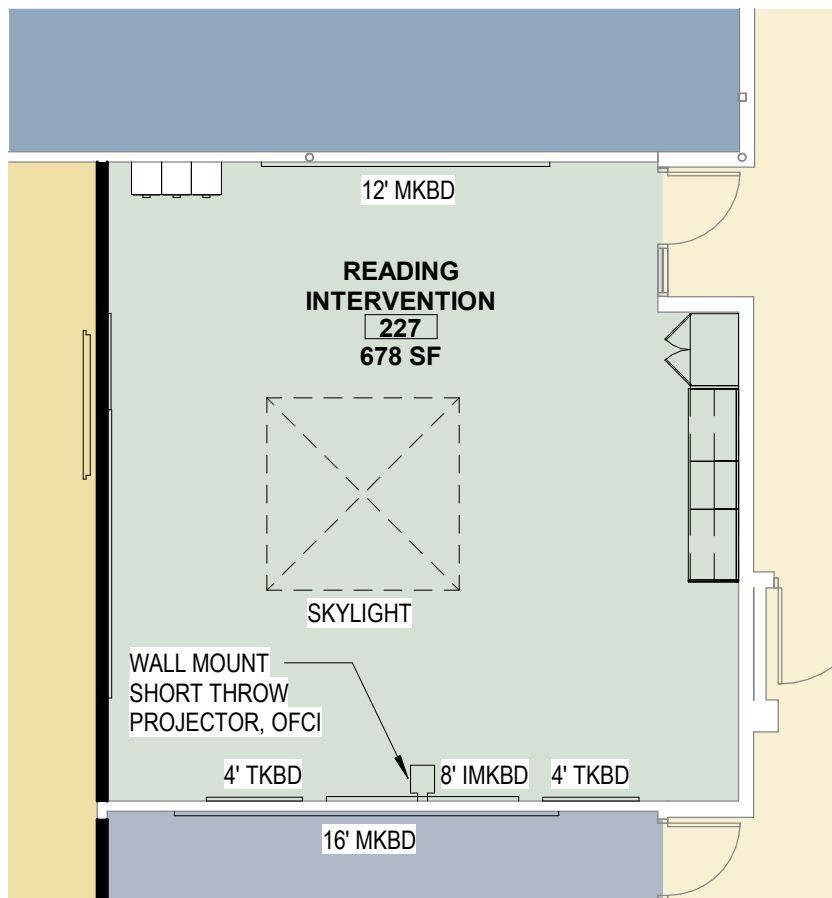 12' MKBD
READING
INTERVENTION
227
678 SF
SKYLIGHT
WALL MOUNT
SHORT THROW
PROJECTOR, OFCI
4' TKBD
8' IMKBD
4' TKBD
16' MKBD